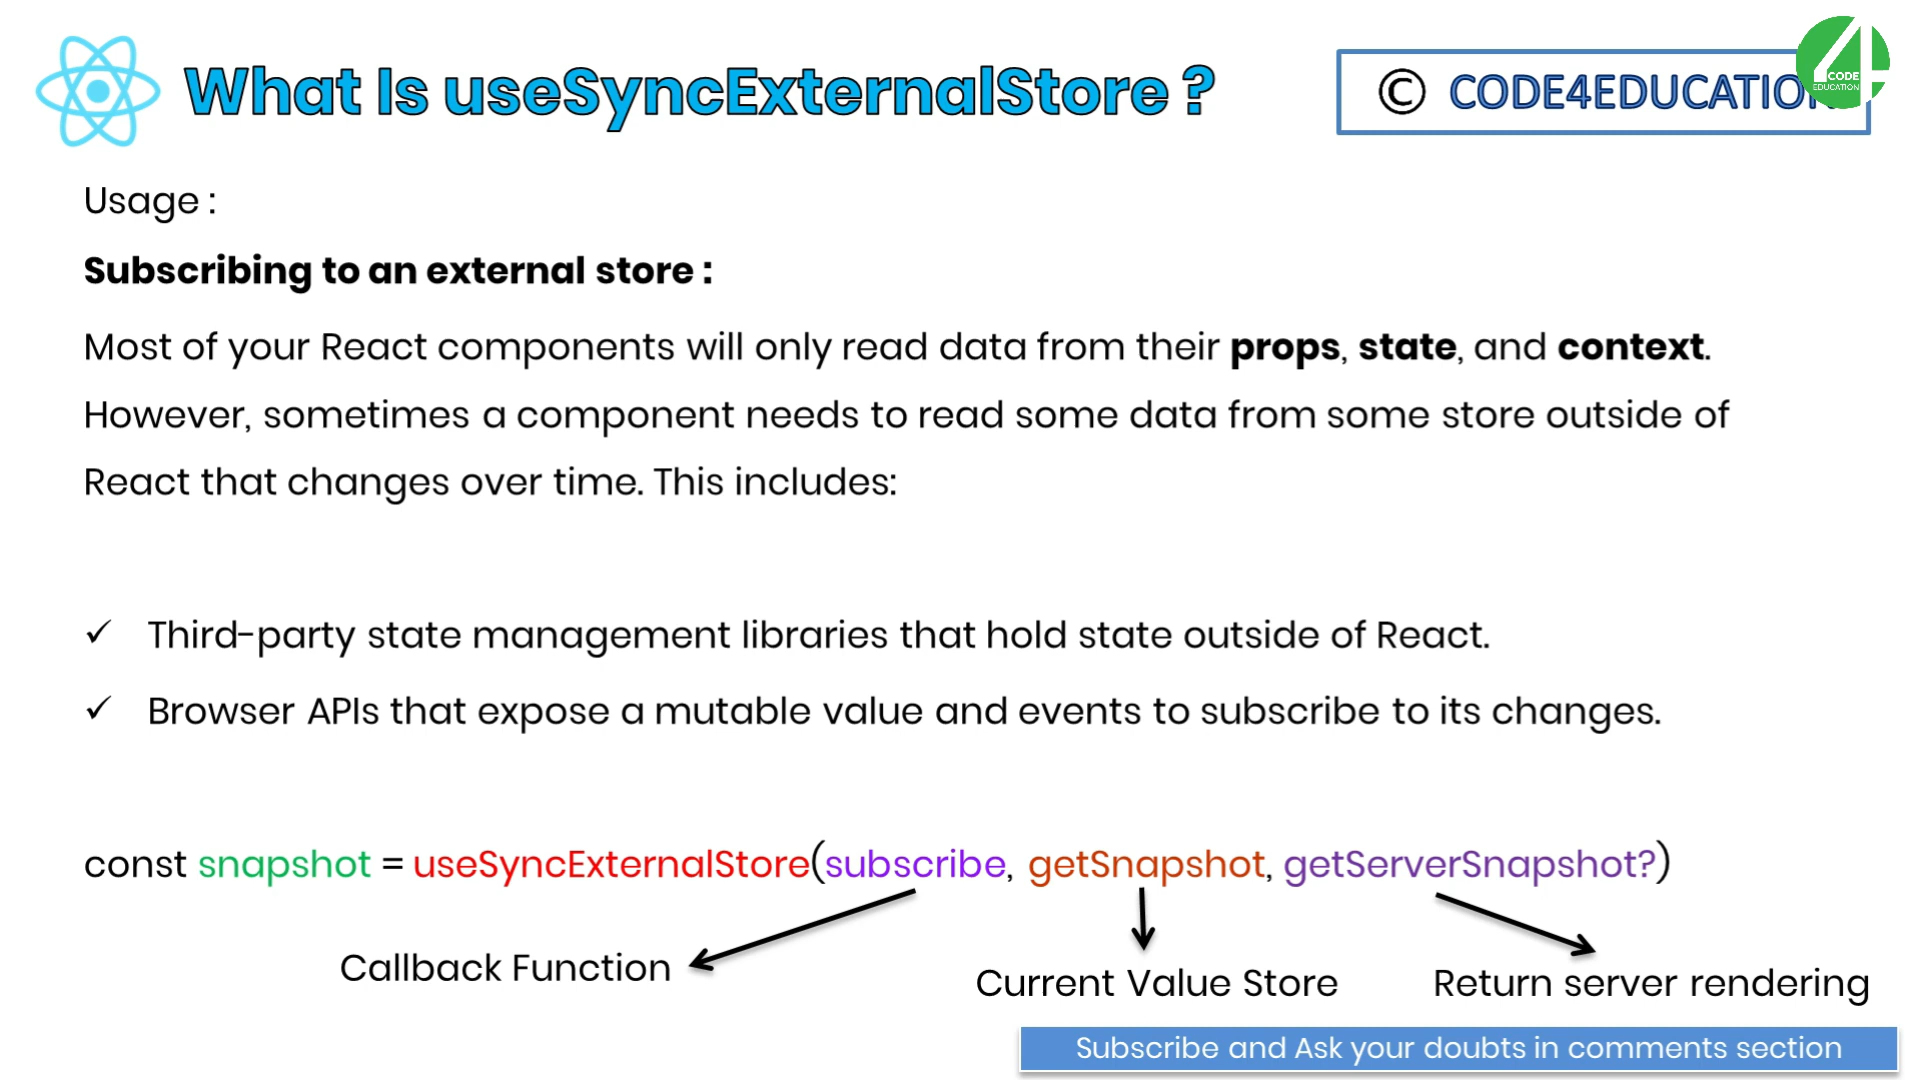 What Is useSyncExternalStore ?
© CODE4EDUCATION
CODE
EDUCATION
Usage :
Subscribing to an external store :
Most of your React components will only read data from their props, state, and context.
However, sometimes a component needs to read some data from some store outside of
React that changes over time. This includes:
✓ Third-party state management libraries that hold state outside of React.
✓ Browser APIs that expose a mutable value and events to subscribe to its changes.
const snapshot = useSyncExternalStore(subscribe, getSnapshot, getServerSnapshot?)
Callback Function
Current Value Store
Return server rendering
Subscribe and Ask your doubts in comments section